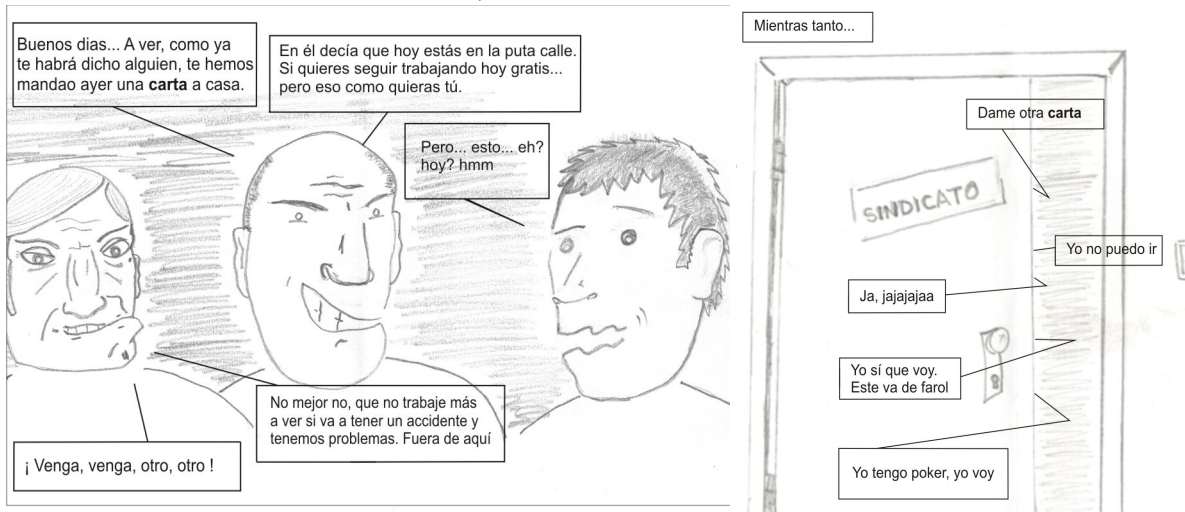 Buenos dias... A ver, como ya
te habrá dicho alguien, te hemos
mandao ayer una carta a casa.
En él decía que hoy estás en la puta calle.
Si quieres seguir trabajando hoy gratis...
pero eso como quieras tú.
Pero... esto... eh?
hoy? hmm
No mejor no, que no trabaje más
a ver si va a tener un accidente y
tenemos problemas. Fuera de aquí
¡ Venga, venga, otro, otro !
Mientras tanto...
SINDICATO
Dame otra carta
Yo no puedo ir
Ja, jajajajaa
Yo sí que voy.
Este va de farol
Yo tengo poker, yo voy